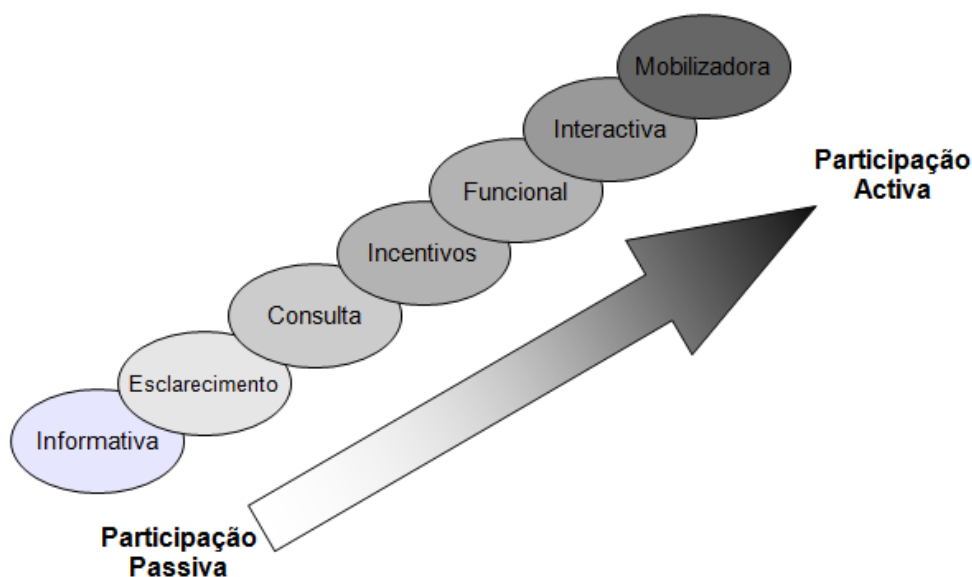 Mobilizadora
Interactiva
Funcional
Incentivos
Consulta
Esclarecimento
Informativa
Participação
Activa
Participação
Passiva